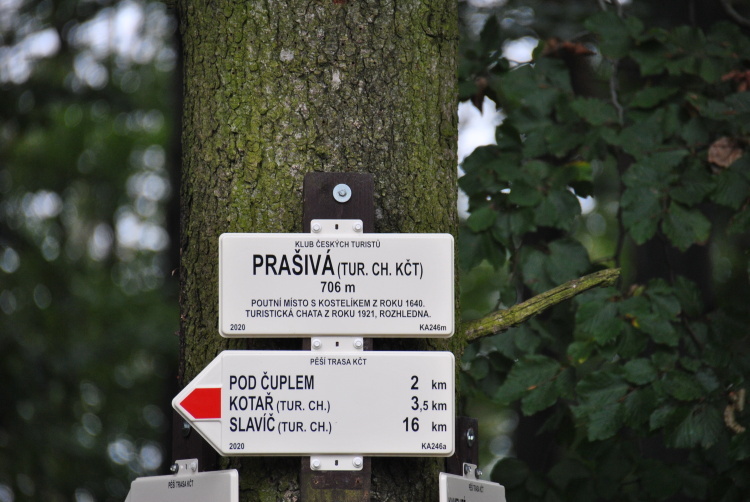 KLUB ČESKÝCH TURISTŮ
PRAŠIVÁ (TUR. CH. KČT)
706 m
POUTNÍ MÍSTO S KOSTELÍKEM Z ROKU 1640.
TURISTICKÁ CHATA Z ROKU 1921, ROZHLEDNA.
2020 KA246m
PĚŠÍ TRASA KČT
POD ČUPLEM 2 km
KOTAŘ (TUR. CH.) 3,5 km
SLAVÍČ (TUR. CH.) 16 km
2020 KA246a
PĚŠÍ TRASA KČT